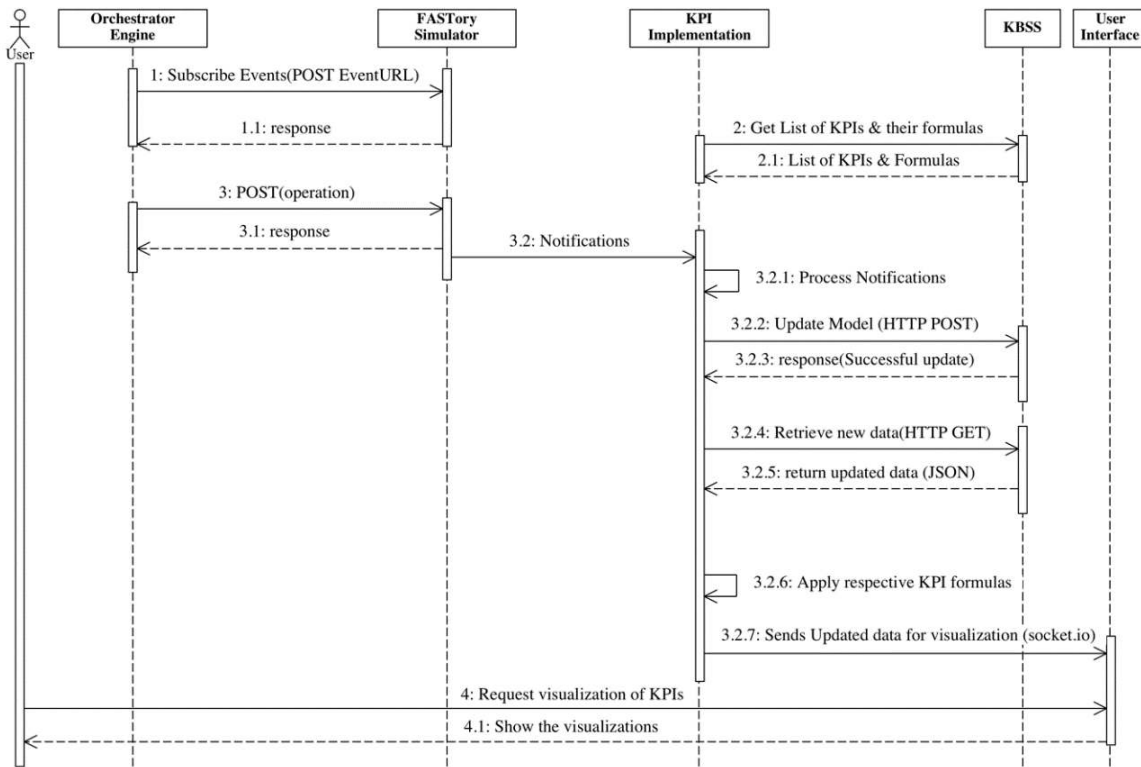 User
Orchestrator
Engine
FASTory
Simulator
KPI
Implementation
KBSS
User
Interface
1: Subscribe Events(POST EventURL)
1.1: response
2: Get List of KPIs & their formulas
2.1: List of KPIs & Formulas
3: POST(operation)
3.1: response
3.2: Notifications
3.2.1: Process Notifications
3.2.2: Update Model (HTTP POST)
3.2.3: response(Successful update)
3.2.4: Retrieve new data(HTTP GET)
3.2.5: return updated data (JSON)
3.2.6: Apply respective KPI formulas
3.2.7: Sends Updated data for visualization (socket.io)
4: Request visualization of KPIs
4.1: Show the visualizations